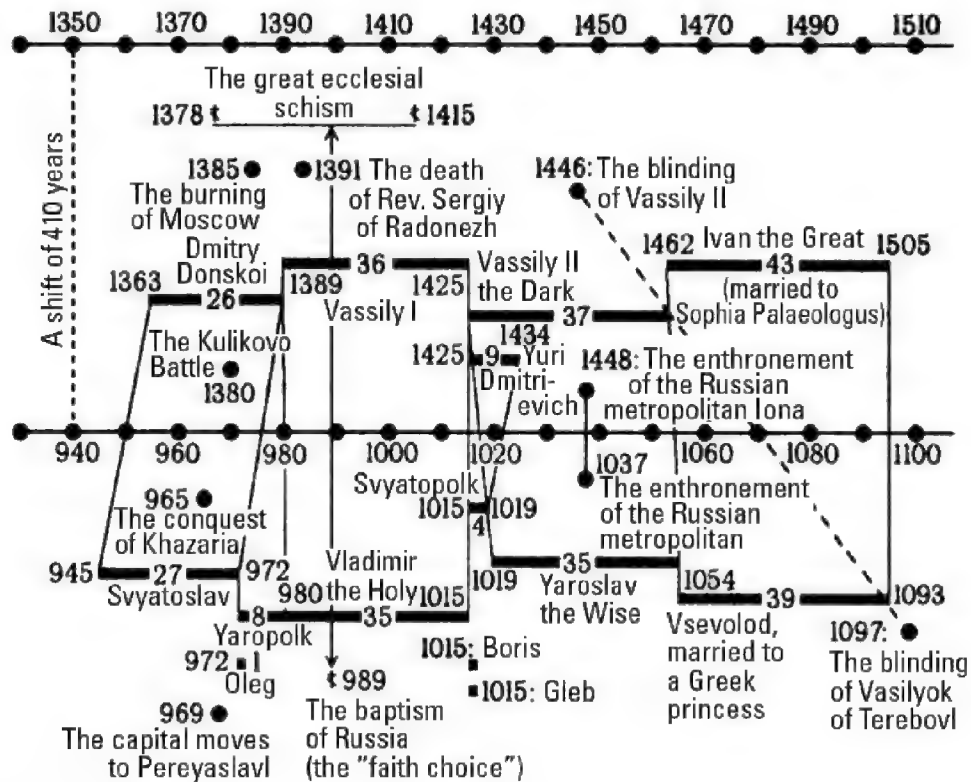 1350 1370 1390 1410 1430 1450 1470 1490 1510
A shift of 410 years
The great ecclesial
schism
1378 1415
1385
The burning
of Moscow
1391 The death
of Rev. Sergiy
of Radonezh
1446: The blinding
of Vassily II
Dmitry
Donskoi
1363 26
1389 36 1425
Vassily I
Vassily II
the Dark
37
1462 Ivan the Great 1505
43
(married to
Sophia Palaeologus)
The Kulikovo
Battle
1380
1434
1425 9 Yuri
Dmitri-
evich
1448: The enthronement
of the Russian
metropolitan Iona
940 960 980 1000 1020 1060 1080 1100
1037
The enthronement
of the Russian
metropolitan
965
The conquest
of Khazaria
Svyatopolk
1015 1019
4
945 27 972
Svyatoslav
Vladimir
the Holy
980 35 1015
1019 35
Yaroslav
the Wise
1054 39 1093
Vsevolod,
married to
a Greek
princess
8
Yaropolk
972 1
Oleg
969
The capital moves
to Pereyaslavl
989
The baptism
of Russia
(the "faith choice")
1015: Boris
1015: Gleb
1097:
The blinding
of Vasilyok
of Terebovl